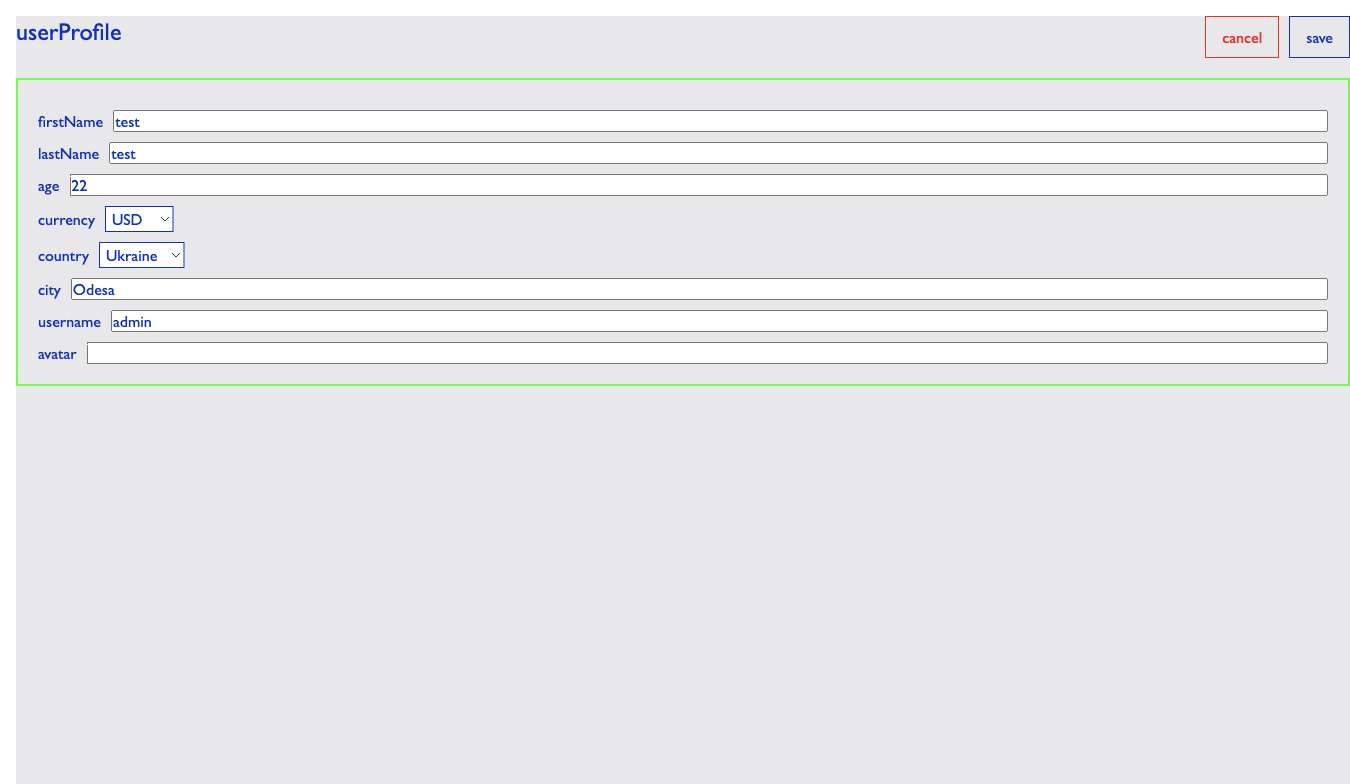 userProfile
cancel save
firstName test
lastName test
age 22
currency USD
country Ukraine
city Odesa
username admin
avatar